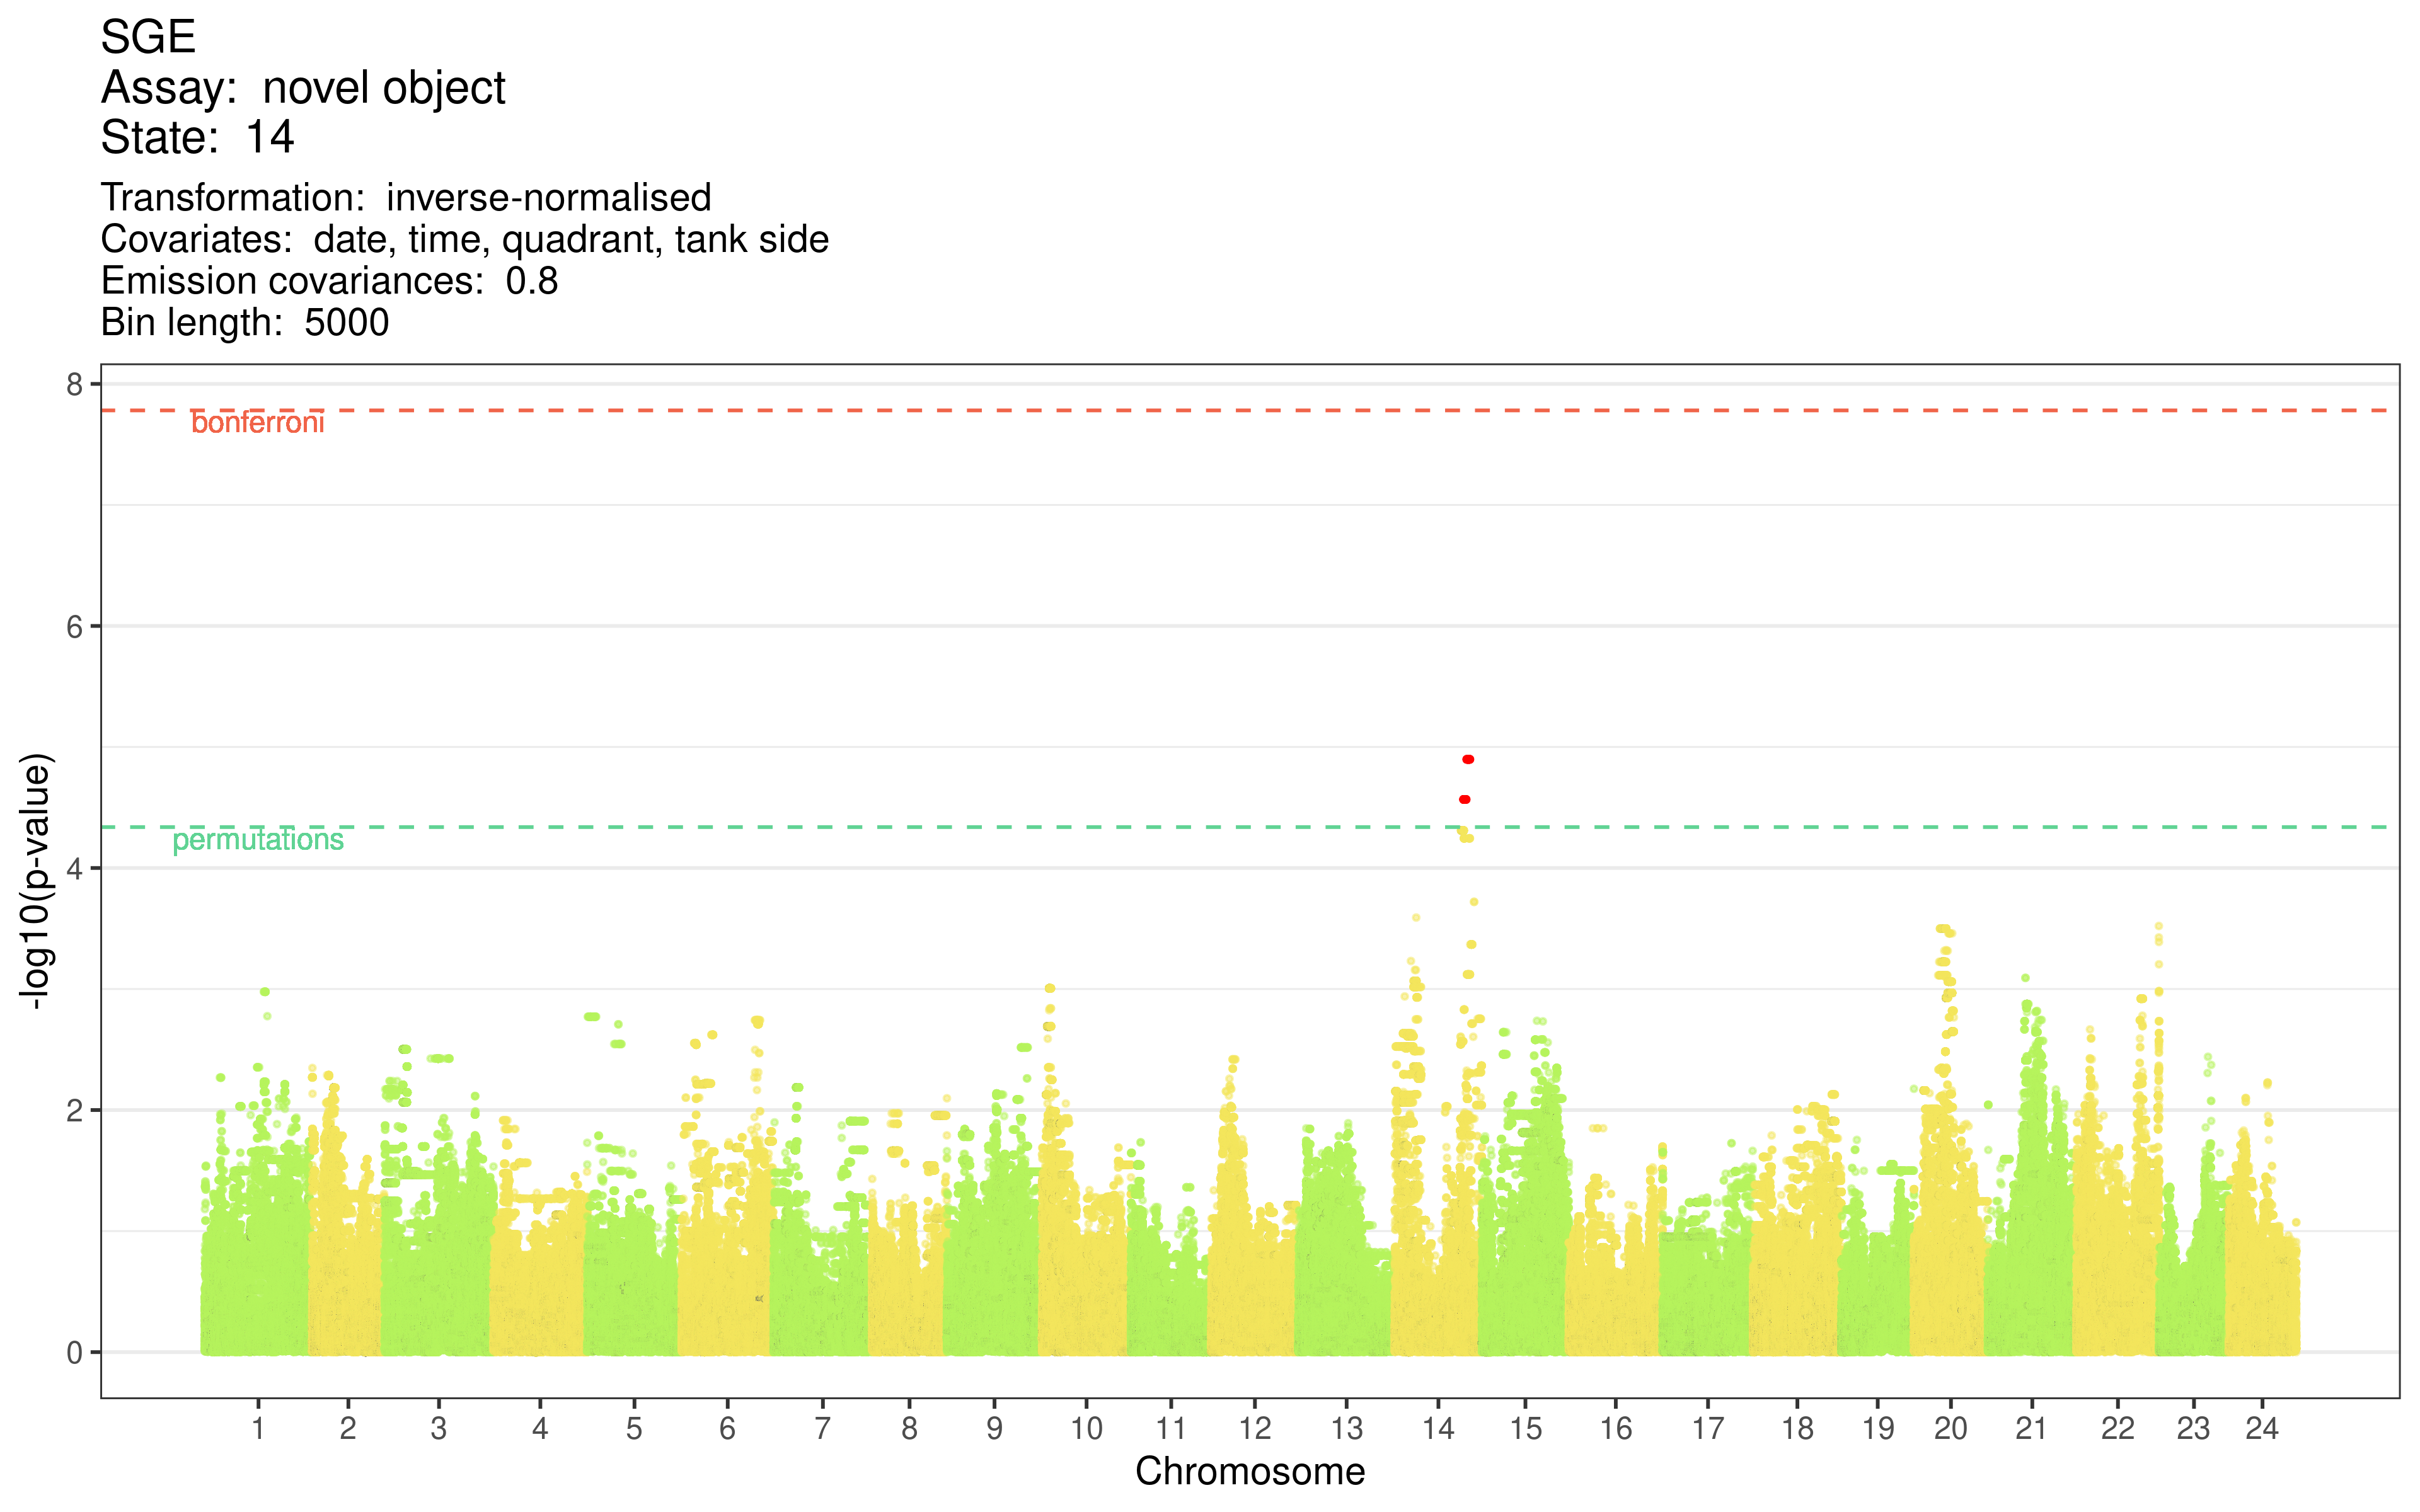 SGE
Assay: novel object
State: 14
Transformation: inverse-normalised
Covariates: date, time, quadrant, tank side
Emission covariances: 0.8
Bin length: 5000
8
bonferroni
6
permutations
4
2
0
-log10(p-value)
1 2 3 4 5 6 7 8 9 10 11 12 13 14 15 16 17 18 19 20 21 22 23 24
Chromosome